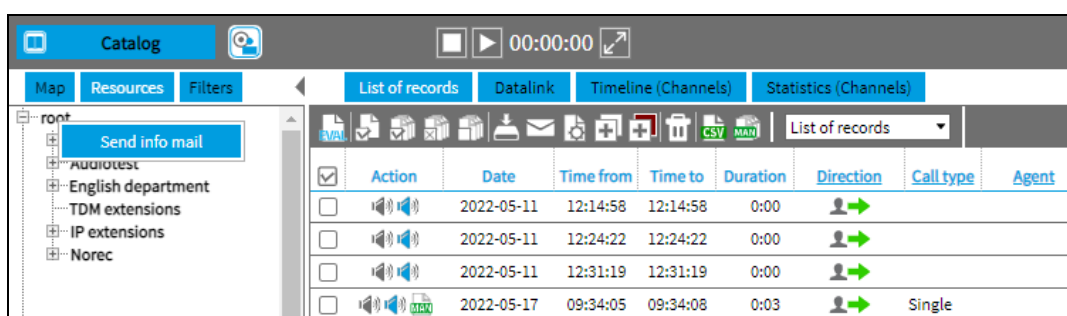 Catalog 00:00:00
Map Resources Filters List of records Datalink Timeline (Channels) Statistics (Channels)
root
Send info mail
Audiotest
English department
TDM extensions
IP extensions
Norec
EVAL CSV MAN List of records
Action Date Time from Time to Duration Direction Call type Agent
2022-05-11 12:14:58 12:14:58 0:00
2022-05-11 12:24:22 12:24:22 0:00
2022-05-11 12:31:19 12:31:19 0:00
MAN 2022-05-17 09:34:05 09:34:08 0:03 Single